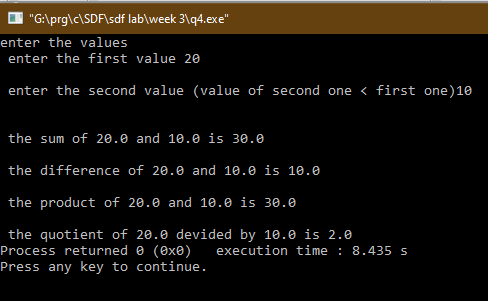 "G:\prg\c\SDF\sdf lab\week 3\q4.exe"
enter the values
enter the first value 20
enter the second value (value of second one < first one)10
the sum of 20.0 and 10.0 is 30.0
the difference of 20.0 and 10.0 is 10.0
the product of 20.0 and 10.0 is 30.0
the quotient of 20.0 devided by 10.0 is 2.0
Process returned 0 (0x0)   execution time : 8.435 s
Press any key to continue.